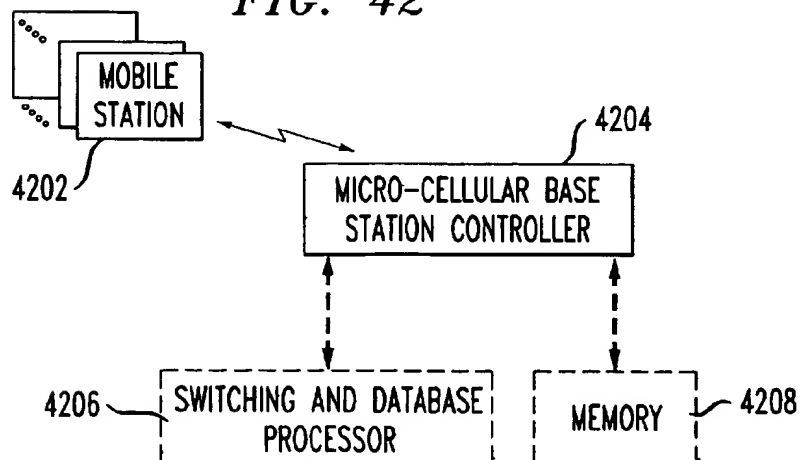 FIG. 42
MOBILE
STATION
4202
4204
MICRO-CELLULAR BASE
STATION CONTROLLER
4206
SWITCHING AND DATABASE
PROCESSOR
MEMORY
4208